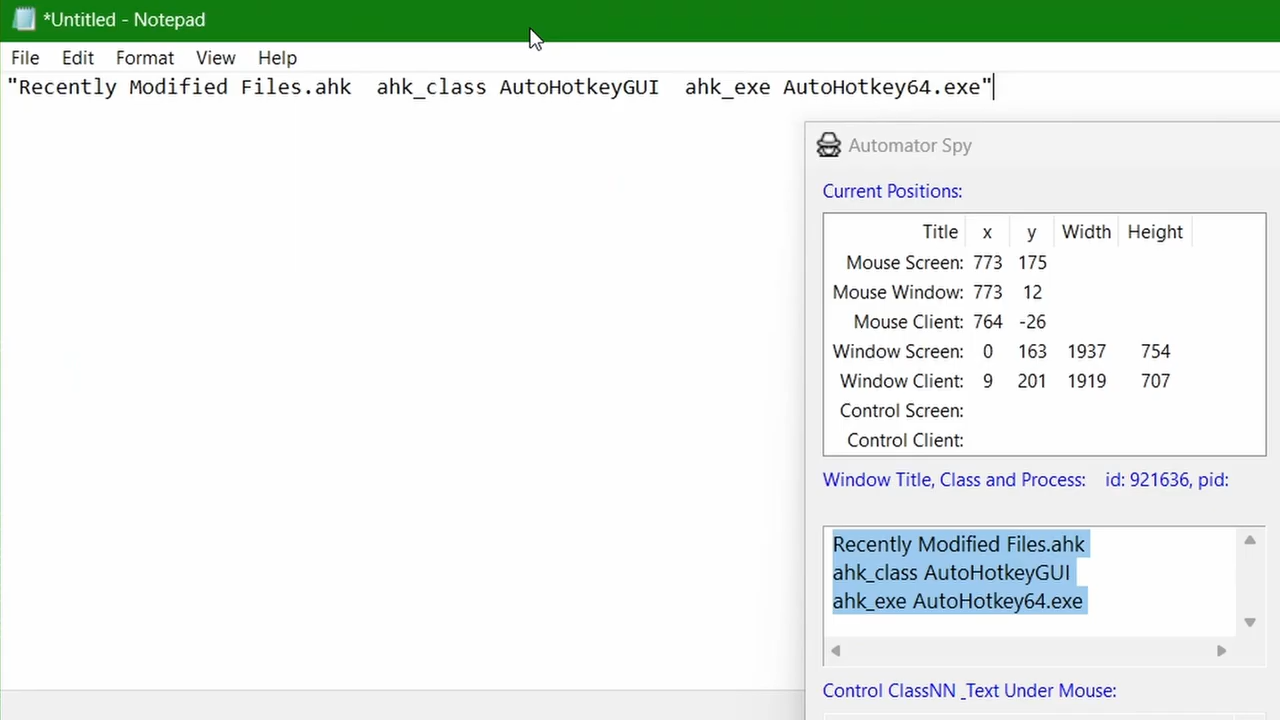 *Untitled - Notepad
File Edit Format View Help
"Recently Modified Files.ahk  ahk_class AutoHotkeyGUI  ahk_exe AutoHotkey64.exe"
Automator Spy
Current Positions:
Title x y Width Height
Mouse Screen: 773 175
Mouse Window: 773 12
Mouse Client: 764 -26
Window Screen: 0 163 1937 754
Window Client: 9 201 1919 707
Control Screen:
Control Client:
Window Title, Class and Process: id: 921636, pid:
Recently Modified Files.ahk
ahk_class AutoHotkeyGUI
ahk_exe AutoHotkey64.exe
Control ClassNN _Text Under Mouse: